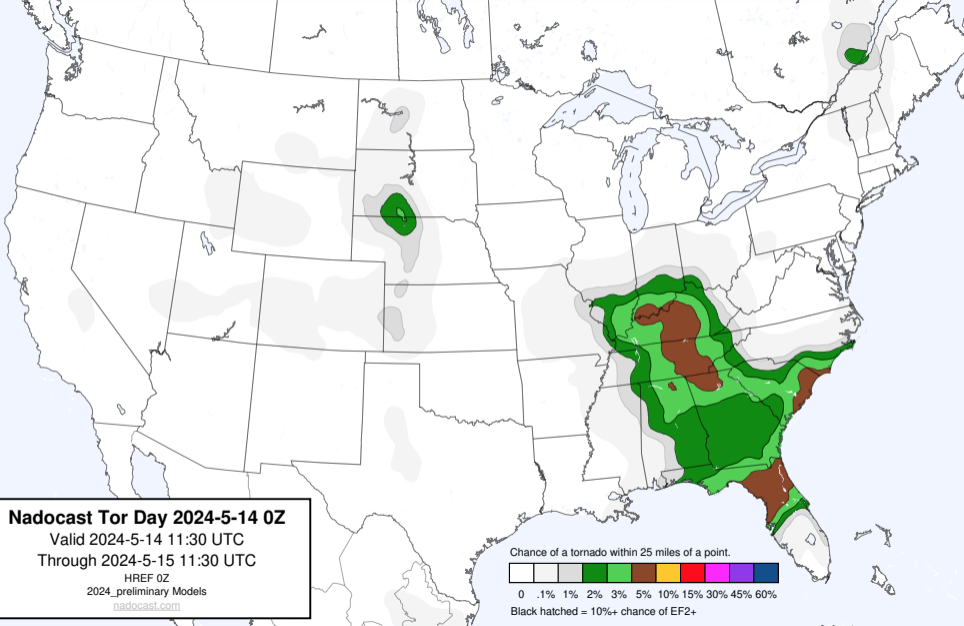 Nadocast Tor Day 2024-5-14 0Z
Valid 2024-5-14 11:30 UTC
Through 2024-5-15 11:30 UTC
HREF 0Z
2024_preliminary Models
nadocast.com
Chance of a tornado within 25 miles of a point.
0 .1% 1% 2% 3% 5% 10% 15% 30% 45% 60%
Black hatched = 10%+ chance of EF2+